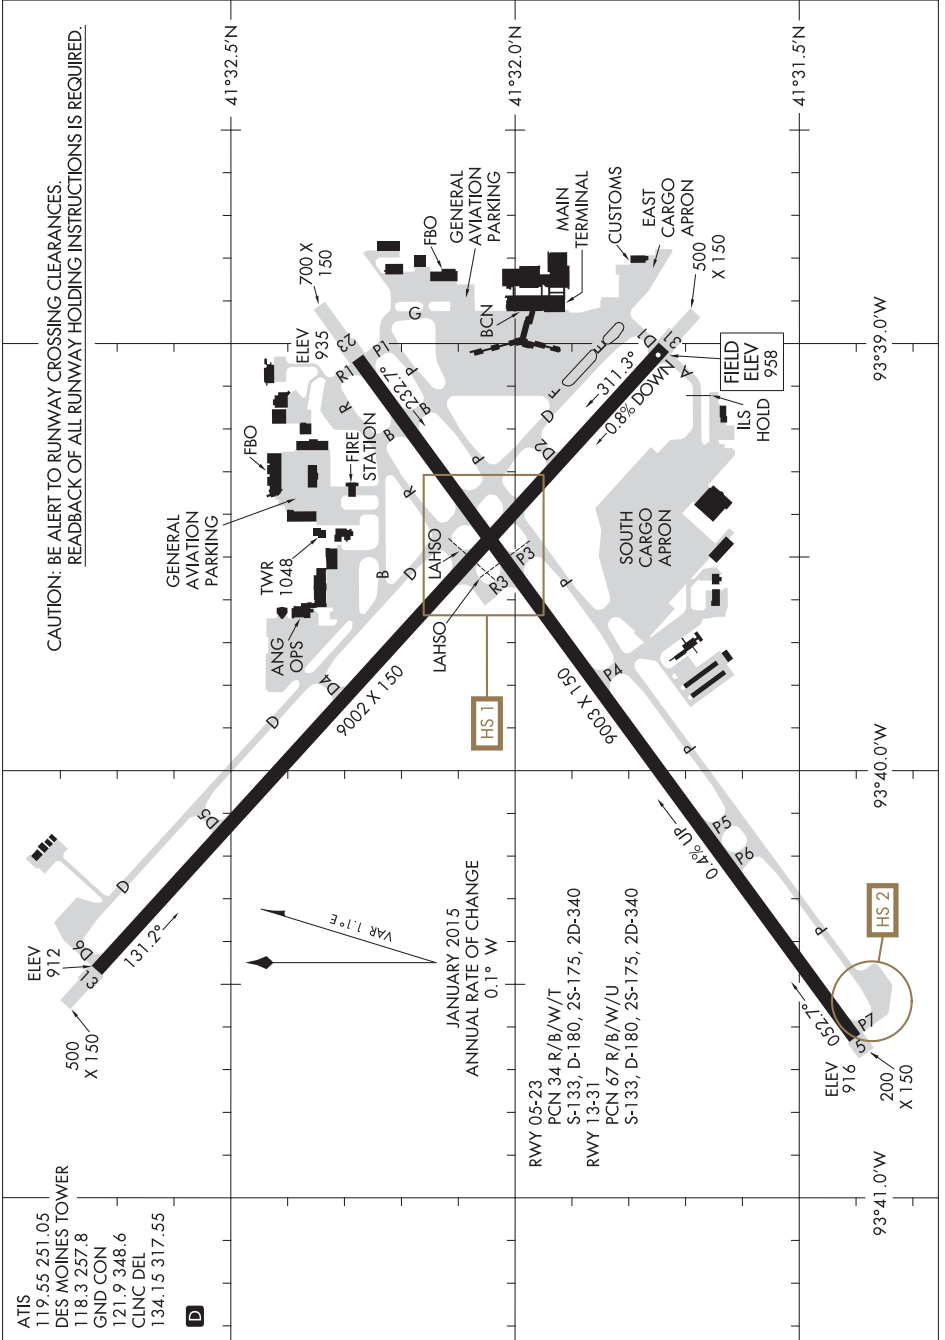 CAUTION: BE ALERT TO RUNWAY CROSSING CLEARANCES.
READBACK OF ALL RUNWAY HOLDING INSTRUCTIONS IS REQUIRED.
ATIS
119.55 251.05
DES MOINES TOWER
118.3 257.8
GND CON
121.9 348.6
CLNC DEL
134.15 317.55
D
41°32.5'N
41°32.0'N
41°31.5'N
93°41.0'W
93°40.0'W
93°39.0'W
500
X 150
ELEV
912
13
D6
131.2°
D
D5
D
D4
9002 X 150
ANG
OPS
TWR
1048
GENERAL
AVIATION
PARKING
FBO
FIRE
STATION
B
D
R
B
R
R1
23
ELEV
935
700 X
150
P1
P
232.7°
B
G
FBO
GENERAL
AVIATION
PARKING
BCN
MAIN
TERMINAL
CUSTOMS
EAST
CARGO
APRON
500
X 150
D1
31
E
F
D
D2
311.3°
0.8% DOWN
A
FIELD
ELEV
958
ILS
HOLD
P
LAHSO
LAHSO
R3
P3
P
HS 1
SOUTH
CARGO
APRON
P4
9003 X 150
P
P5
P6
0.4% UP
P
HS 2
P7
052.7°
5
ELEV
916
200
X 150
VAR 1.1°E
JANUARY 2015
ANNUAL RATE OF CHANGE
0.1° W
RWY 05-23
PCN 34 R/B/W/T
S-133, D-180, 2S-175, 2D-340
RWY 13-31
PCN 67 R/B/W/U
S-133, D-180, 2S-175, 2D-340